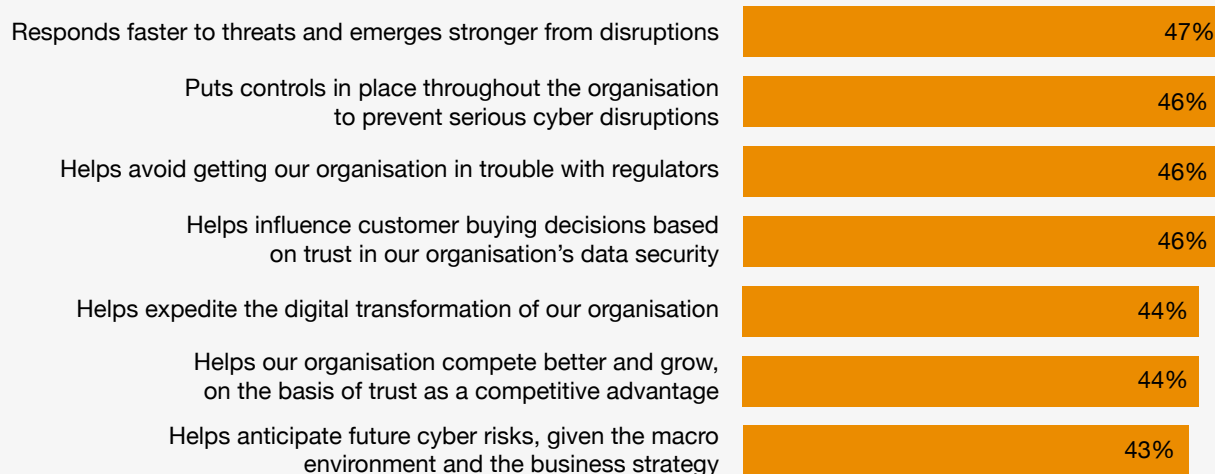 Responds faster to threats and emerges stronger from disruptions
47%
Puts controls in place throughout the organisation
to prevent serious cyber disruptions
46%
Helps avoid getting our organisation in trouble with regulators
46%
Helps influence customer buying decisions based
on trust in our organisation’s data security
46%
Helps expedite the digital transformation of our organisation
44%
Helps our organisation compete better and grow,
on the basis of trust as a competitive advantage
44%
Helps anticipate future cyber risks, given the macro
environment and the business strategy
43%